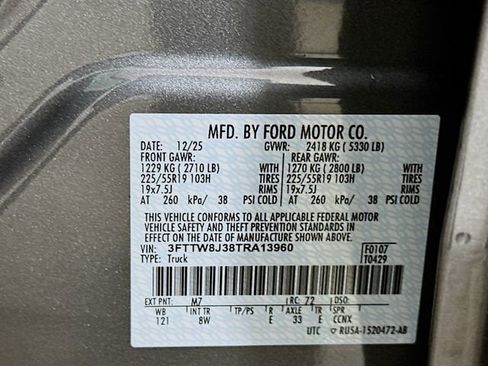 MFD. BY FORD MOTOR CO.
DATE: 12/25 GVWR: 2418 KG ( 5330 LB)
FRONT GAWR: REAR GAWR:
1229 KG ( 2710 LB) WITH 1270 KG ( 2800 LB) WITH
225/55R19 103H TIRES 225/55R19 103H TIRES
19x7.5J RIMS 19x7.5J RIMS
AT 260 kPa/ 38 PSI COLD AT 260 kPa/ 38 PSI COLD
THIS VEHICLE CONFORMS TO ALL APPLICABLE FEDERAL MOTOR
VEHICLE SAFETY AND THEFT PREVENTION STANDARDS IN EFFECT ON THE DATE OF
MANUFACTURE SHOWN ABOVE.
VIN: 3FTTW8J38TRA13960 F0107
TYPE: Truck T0429
EXT PNT: M7 RC: 72 DSO:
WB INT TR TP/PS R AXLE TR SPR
121 8W E 33 E CCNX
UTC RU5A-1520472-AB